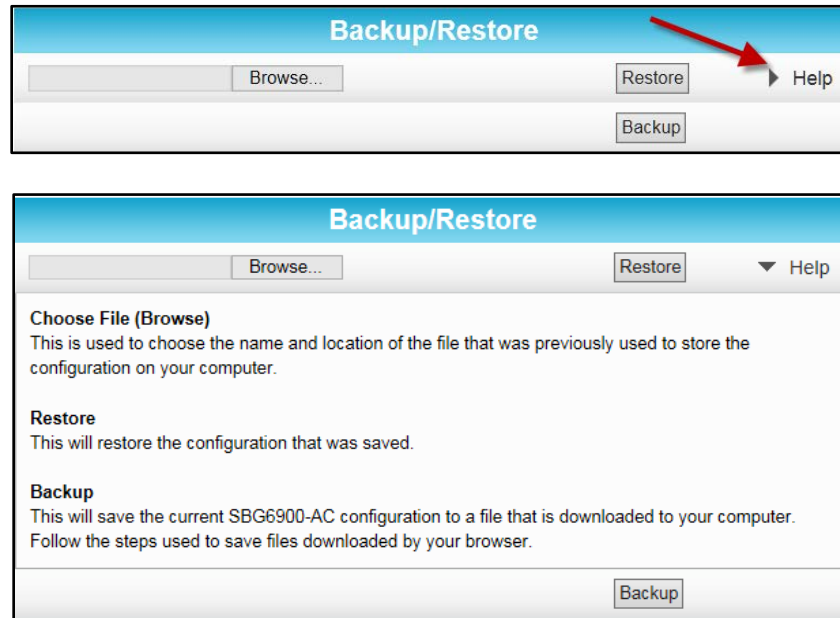 Backup/Restore
Browse... Restore Help
Backup
Backup/Restore
Browse... Restore Help
Choose File (Browse)
This is used to choose the name and location of the file that was previously used to store the
configuration on your computer.
Restore
This will restore the configuration that was saved.
Backup
This will save the current SBG6900-AC configuration to a file that is downloaded to your computer.
Follow the steps used to save files downloaded by your browser.
Backup